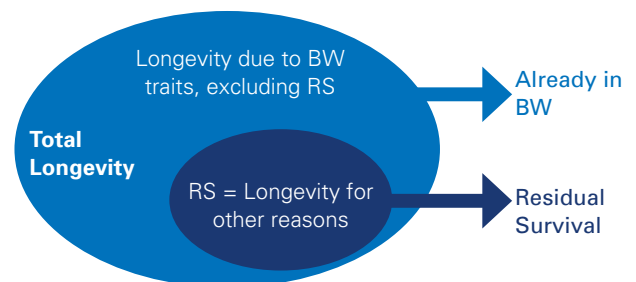 Longevity due to BW
traits, excluding RS
Already in
BW
Total
Longevity
RS = Longevity for
other reasons
Residual
Survival